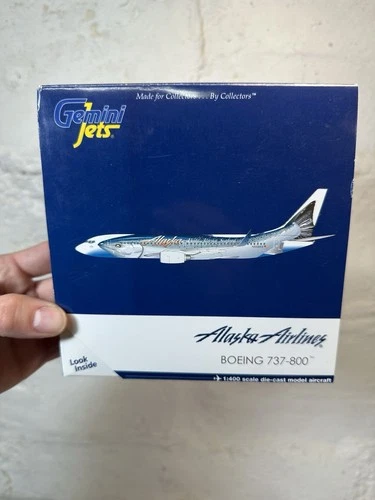 Made for Collectors By Collectors™
Gemini
Jets®
Alaska
Alaska Airlines
BOEING 737-800™
Look
Inside
1:400 scale die-cast model aircraft